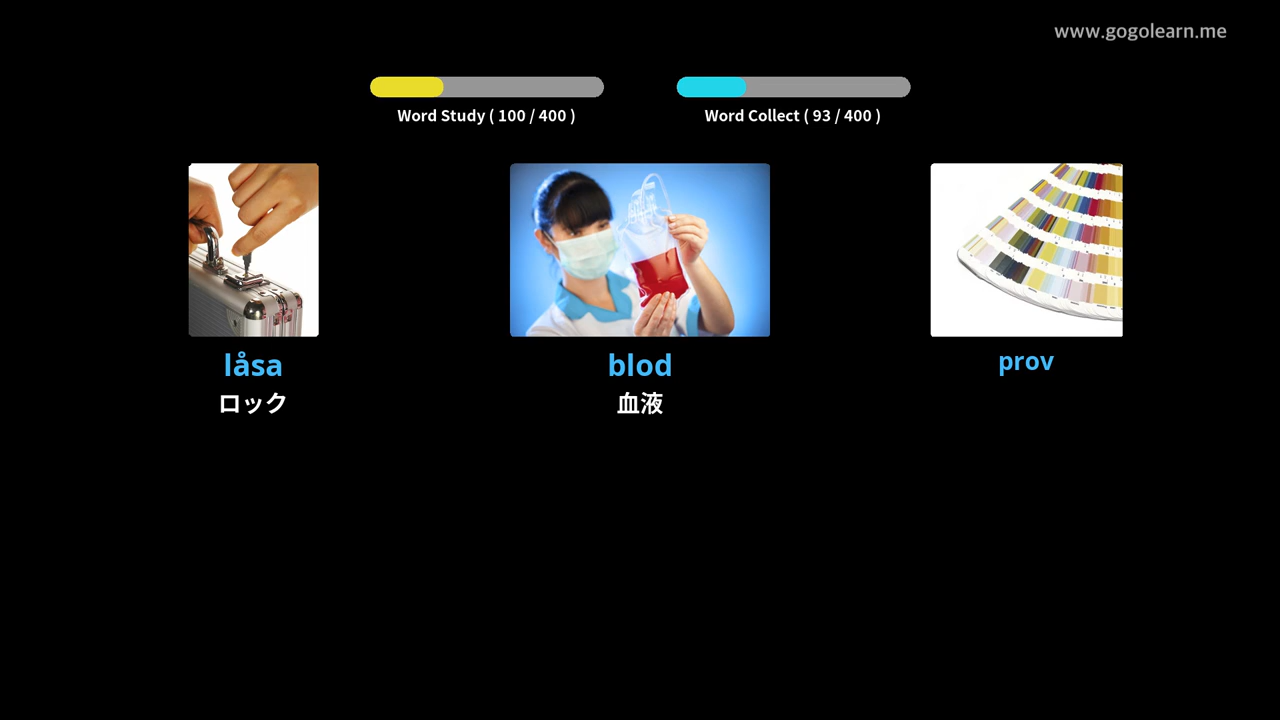 www.gogolearn.me
Word Study ( 100 / 400 )
Word Collect ( 93 / 400 )
låsa
ロック
blod
血液
prov